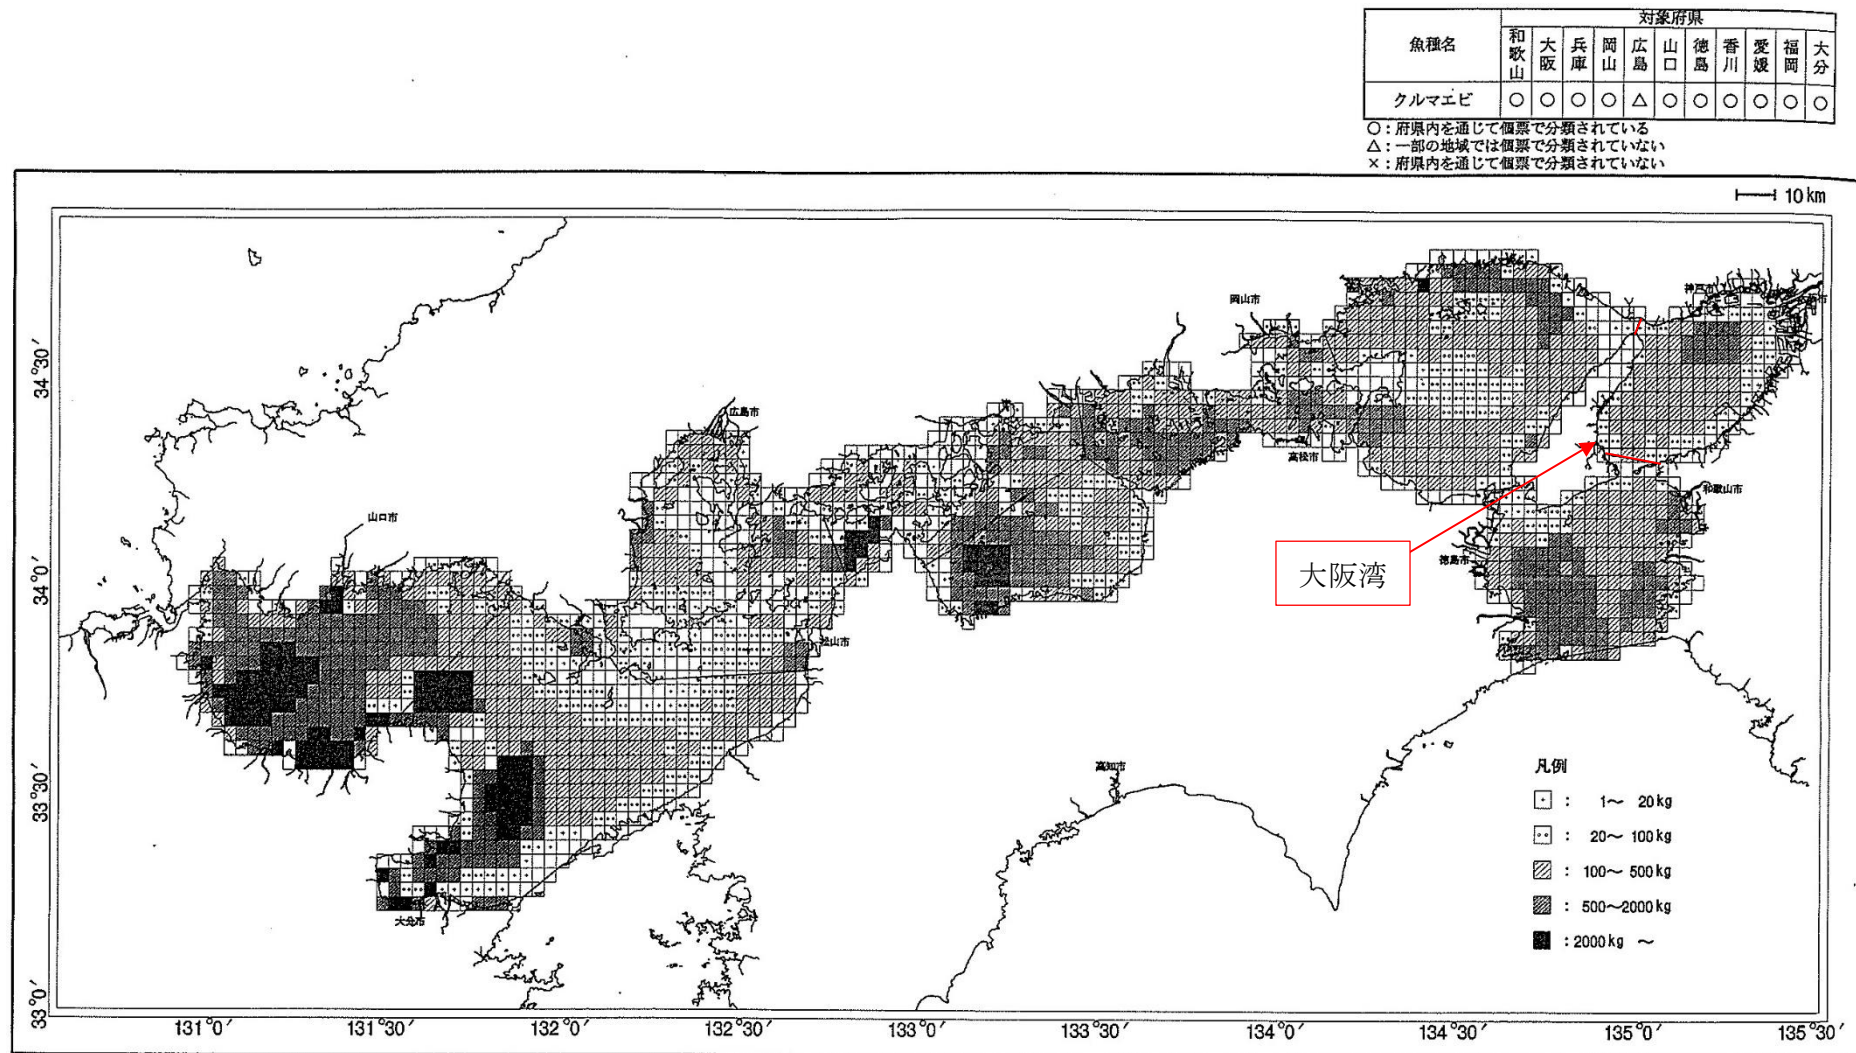 対象府県
魚種名 和歌山 大阪 兵庫 岡山 広島 山口 徳島 香川 愛媛 福岡 大分
クルマエビ ○ ○ ○ ○ △ ○ ○ ○ ○ ○ ○
○：府県内を通じて個票で分類されている
△：一部の地域では個票で分類されていない
×：府県内を通じて個票で分類されていない
10km
神戸市
岡山市
34°30′
広島市
高松市
和歌山市
山口市
徳島市
大阪湾
34°0′
松山市
高知市
凡例
33°30′
： 1～ 20kg
： 20～ 100kg
： 100～ 500kg
： 500～2000kg
：2000kg ～
大分市
33°0′
131°0′ 131°30′ 132°0′ 132°30′ 133°0′ 133°30′ 134°0′ 134°30′ 135°0′ 135°30′